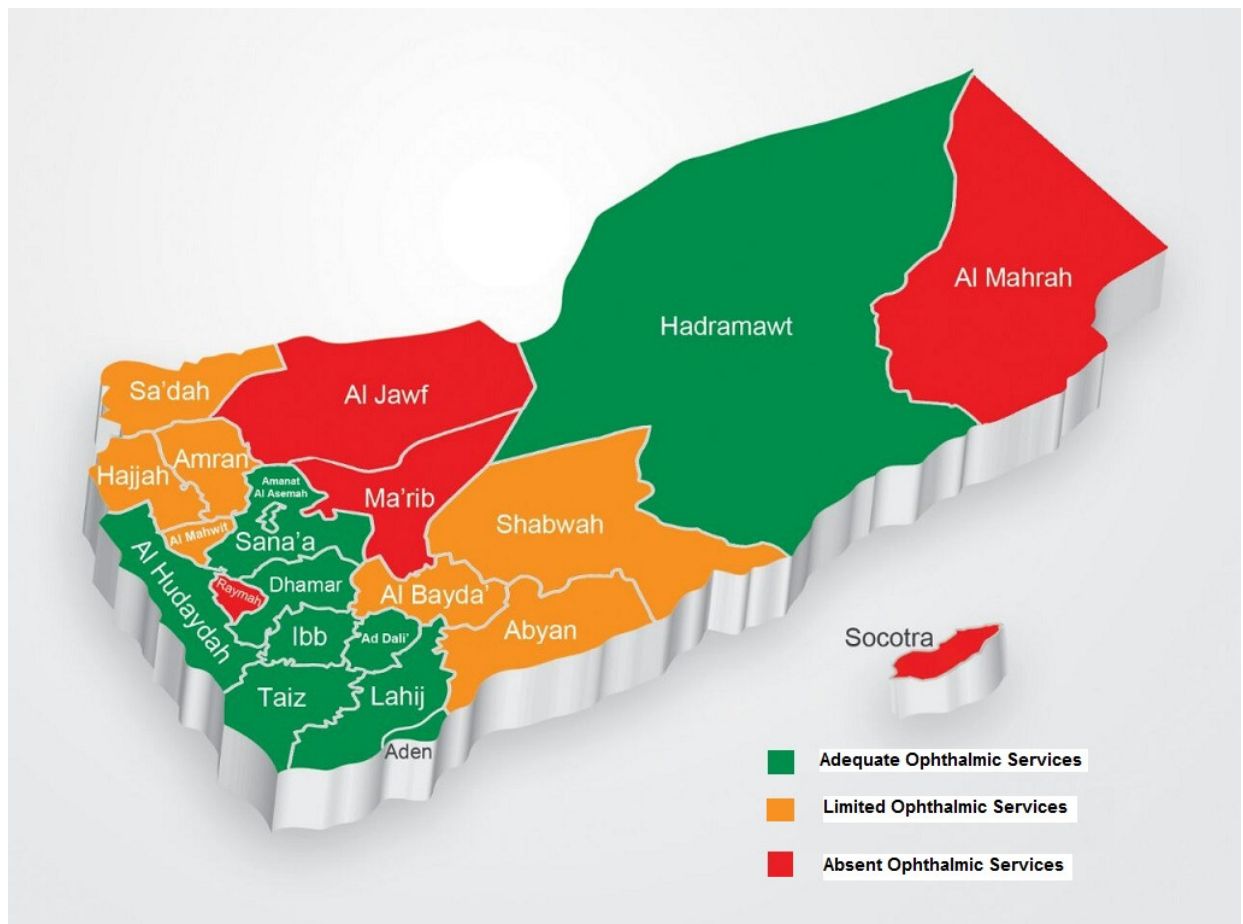 Hadramawt
Al Mahrah
Sa'dah
Al Jawf
Hajjah
Amran
Amanat
Al Asemah
Ma'rib
Shabwah
Al Mahwit
Sana'a
Al Hudaydah
Raymah
Dhamar
Al Bayda'
Ibb
Ad Dali'
Abyan
Socotra
Taiz
Lahij
Aden
Adequate Ophthalmic Services
Limited Ophthalmic Services
Absent Ophthalmic Services